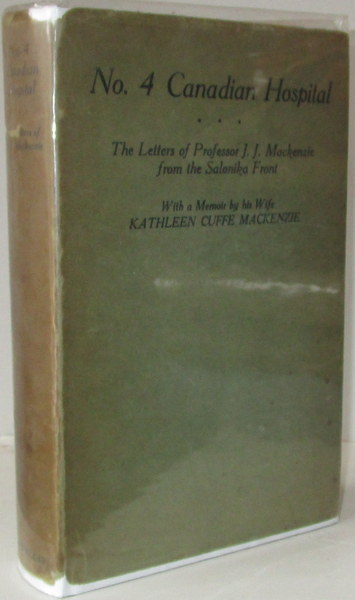 No. 4
Canadian
Hospital
No. 4 Canadian Hospital
The Letters of Professor J. J. Mackenzie
from the Salonika Front
With a Memoir by his Wife
KATHLEEN CUFFE MACKENZIE